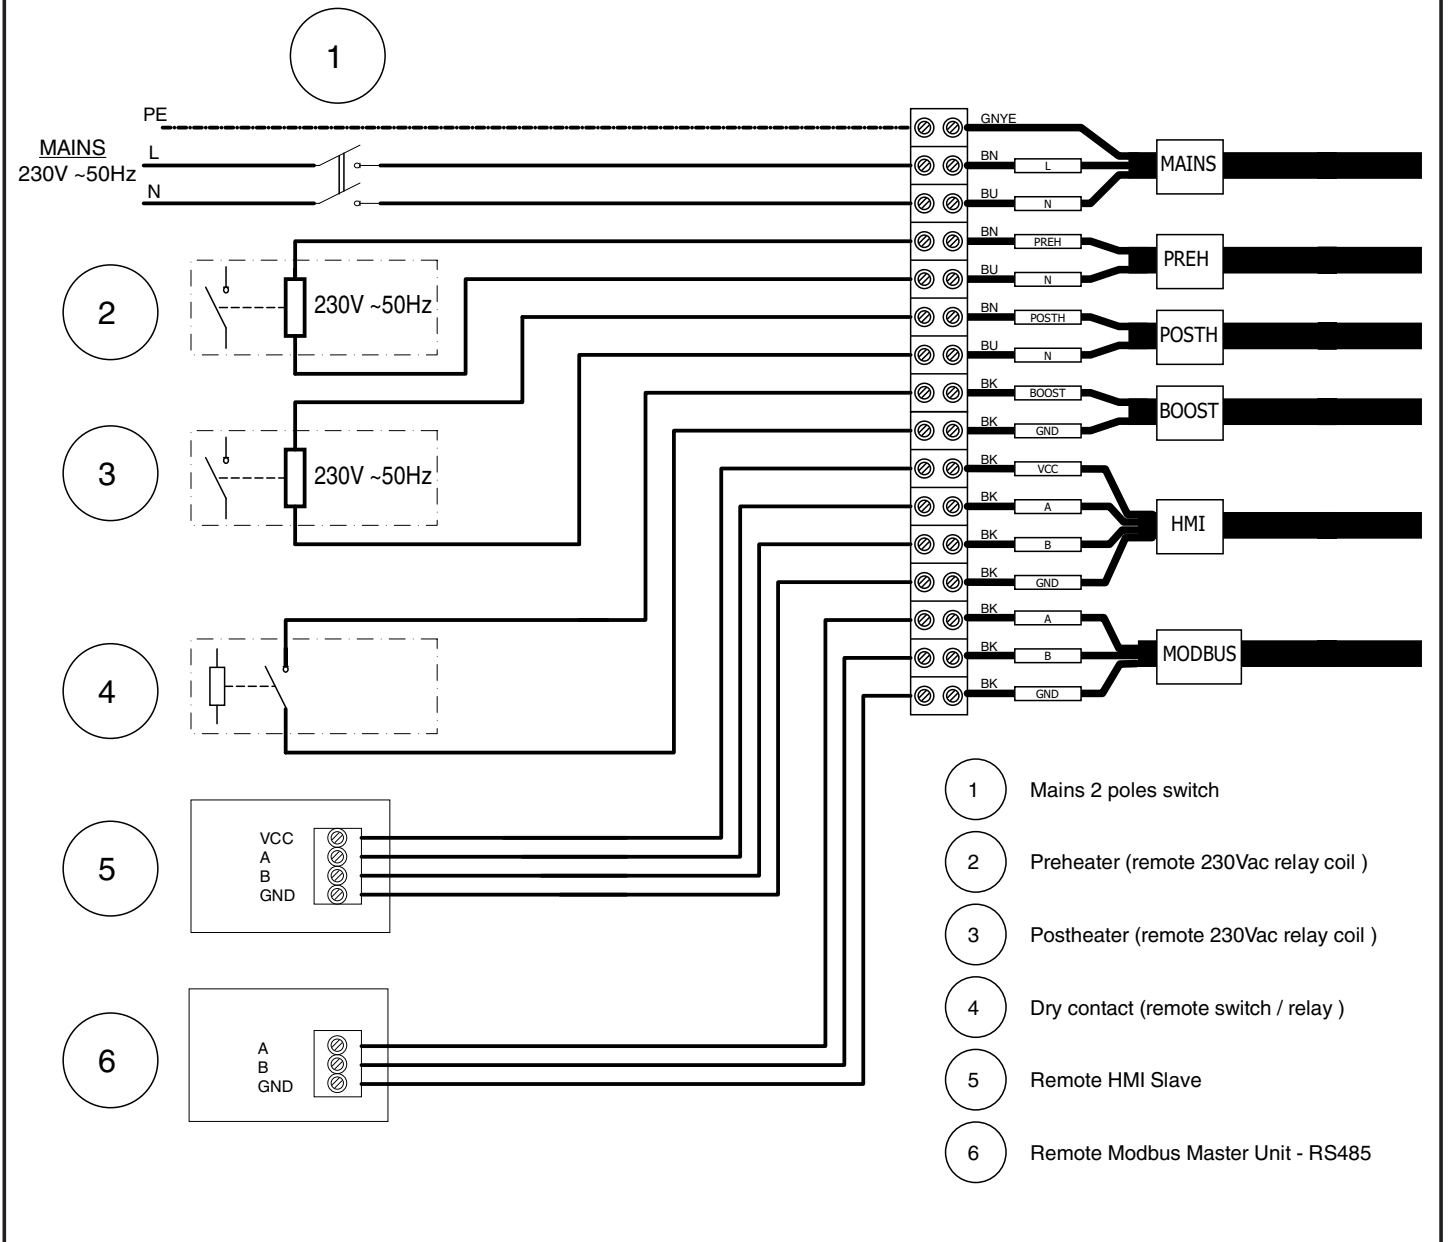 1
PE
MAINS
230V ~50Hz
L
N
GNYE
BN
L
BU
N
MAINS
BN
PREH
BU
N
PREH
2
230V ~50Hz
BN
POSTH
BU
N
POSTH
3
230V ~50Hz
BK
BOOST
BK
GND
BOOST
BK
VCC
BK
A
BK
B
BK
GND
HMI
BK
A
BK
B
BK
GND
MODBUS
4
5
VCC
A
B
GND
6
A
B
GND
1 Mains 2 poles switch
2 Preheater (remote 230Vac relay coil )
3 Postheater (remote 230Vac relay coil )
4 Dry contact (remote switch / relay )
5 Remote HMI Slave
6 Remote Modbus Master Unit - RS485